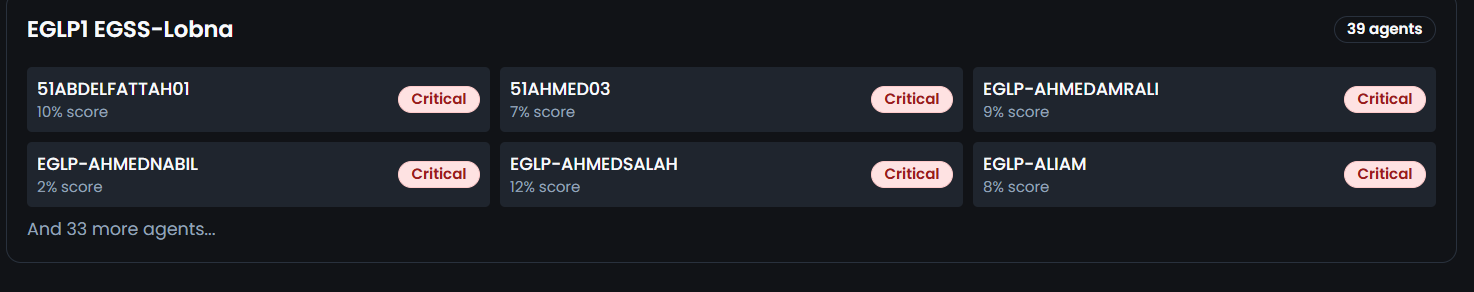 EGLP1 EGSS-Lobna
39 agents
51ABDELFATTAH01
10% score
Critical
51AHMED03
7% score
Critical
EGLP-AHMEDAMRALI
9% score
Critical
EGLP-AHMEDNABIL
2% score
Critical
EGLP-AHMEDSALAH
12% score
Critical
EGLP-ALIAM
8% score
Critical
And 33 more agents...